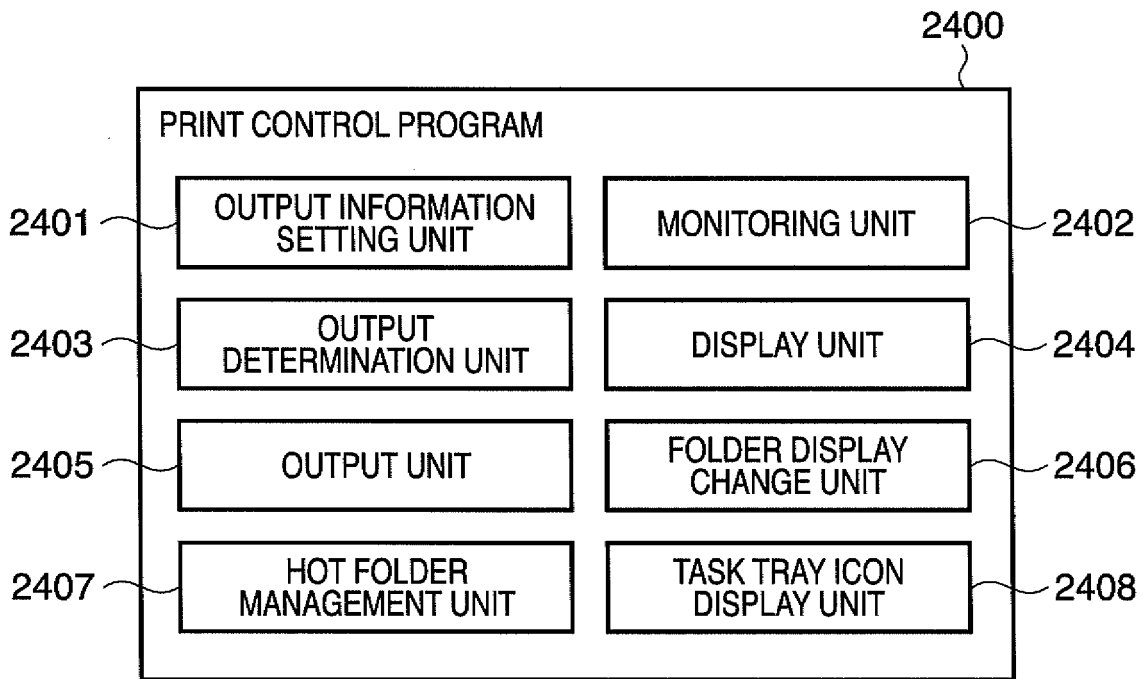 2400
PRINT CONTROL PROGRAM
2401
OUTPUT INFORMATION
SETTING UNIT
MONITORING UNIT
2402
2403
OUTPUT
DETERMINATION UNIT
DISPLAY UNIT
2404
2405
OUTPUT UNIT
FOLDER DISPLAY
CHANGE UNIT
2406
2407
HOT FOLDER
MANAGEMENT UNIT
TASK TRAY ICON
DISPLAY UNIT
2408